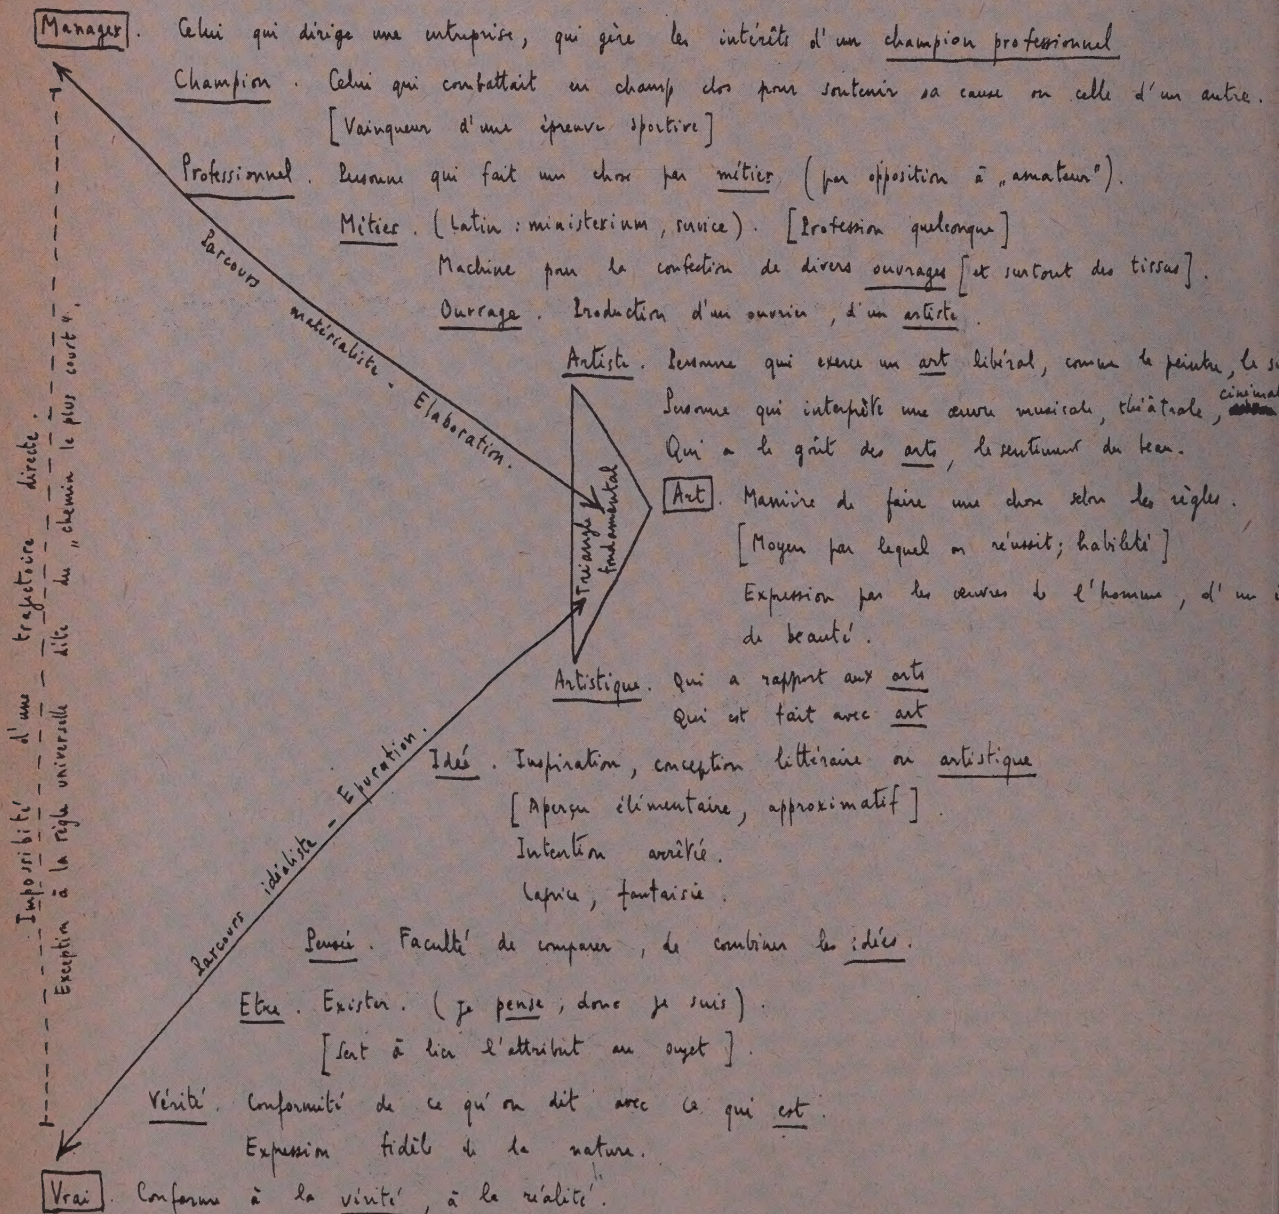 Manager. Celui qui dirige une entreprise, qui gère les intérêts d'un champion professionnel
Champion. Celui qui combattait en champ clos pour soutenir sa cause ou celle d'un autre.
[Vainqueur d'une épreuve sportive]
Professionnel. Personne qui fait une chose par métier (par opposition à „amateur").
Métier. (Latin : ministerium, service). [Profession quelconque]
Machine pour la confection de divers ouvrages [et surtout des tissus].
Ouvrage. Production d'un ouvrier, d'un artiste.
Artiste. Personne qui exerce un art libéral, comme le peintre, le
Personne qui interprète une œuvre musicale, théâtrale,
Qui a le goût des arts, le sentiment du beau.
Art. Manière de faire une chose selon les règles.
[Moyen par lequel on réussit; habileté]
Expression par les œuvres de l'homme, d'un
de beauté.
Artistique. Qui a rapport aux arts
Qui est fait avec art
Idée. Inspiration, conception littéraire ou artistique
[Aperçu élémentaire, approximatif].
Intention arrêtée.
Caprice, fantaisie.
Pensée. Faculté de comparer, de combiner les idées.
Etre. Exister. (je pense, donc je suis).
[Sert à lier l'attribut au sujet].
Vérité. Conformité de ce qu'on dit avec ce qui est.
Expression fidèle de la nature.
Vrai. Conforme à la vérité, à la réalité.
Parcours matérialiste - Elaboration.
Triangle
fondamental
Parcours idéaliste - Epuration.
Impossibilité d'une trajectoire directe.
Exception à la règle universelle dite du „chemin le plus court".